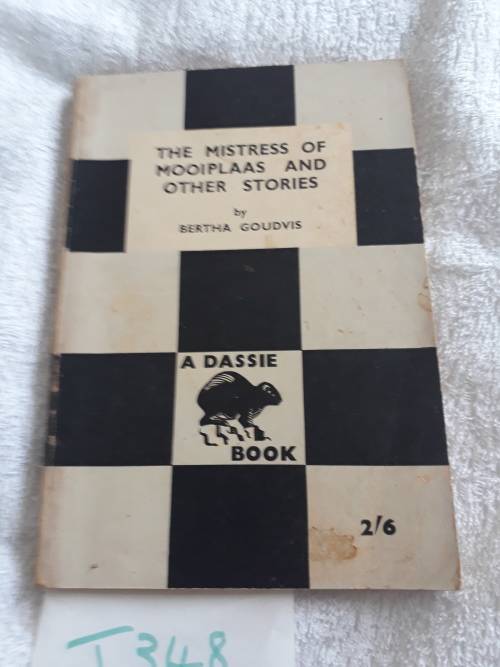 THE MISTRESS OF
MOOIPLAAS AND
OTHER STORIES
by
BERTHA GOUDVIS
A DASSIE
BOOK
2/6
T348